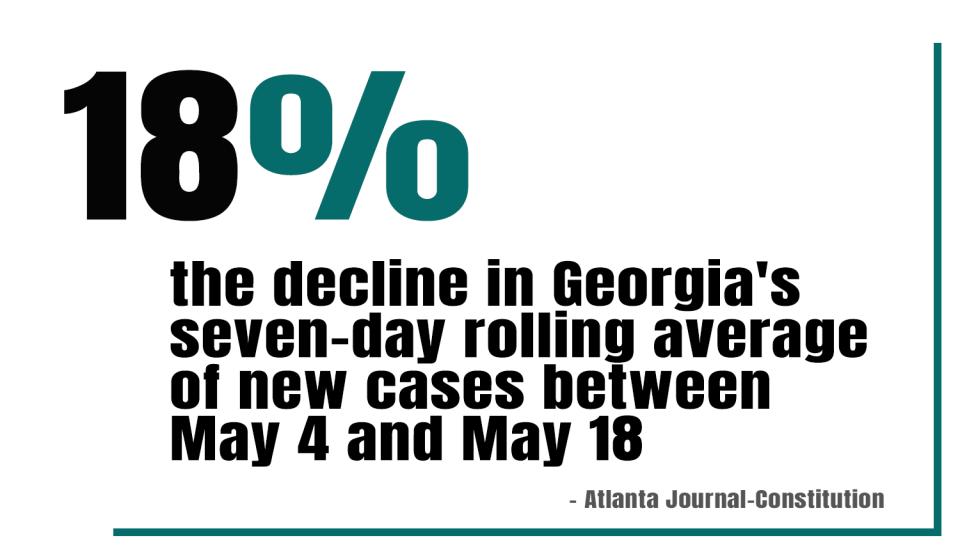 18%
the decline in Georgia's
seven-day rolling average
of new cases between
May 4 and May 18
- Atlanta Journal-Constitution